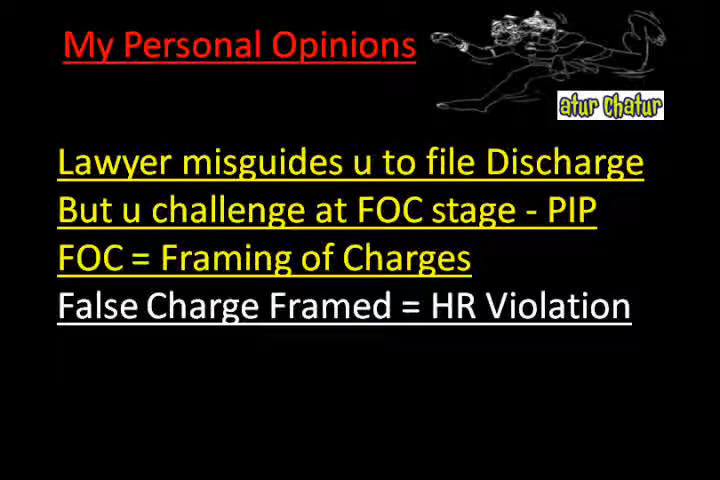 My Personal Opinions
atur chatur
Lawyer misguides u to file Discharge
But u challenge at FOC stage - PIP
FOC = Framing of Charges
False Charge Framed = HR Violation